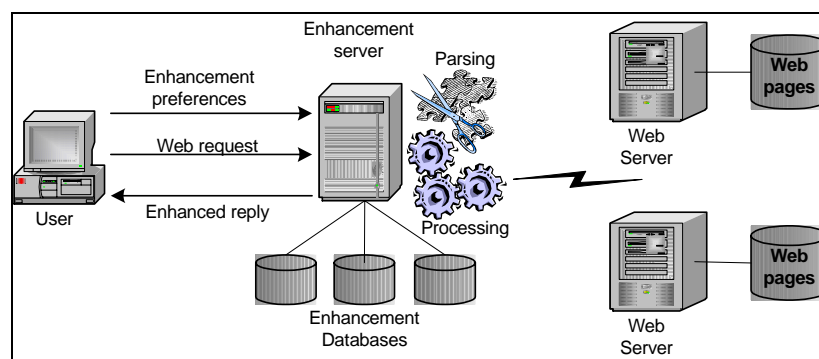 Enhancement
server
Parsing
Enhancement
preferences
Web request
Enhanced reply
User
Processing
Enhancement
Databases
Web
pages
Web
Server
Web
pages
Web
Server